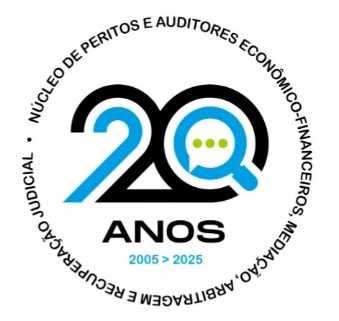 NÚCLEO DE PERITOS E AUDITORES ECONÔMICO-FINANCEIROS, MEDIAÇÃO, ARBITRAGEM E RECUPERAÇÃO JUDICIAL •
20
ANOS
2005 > 2025